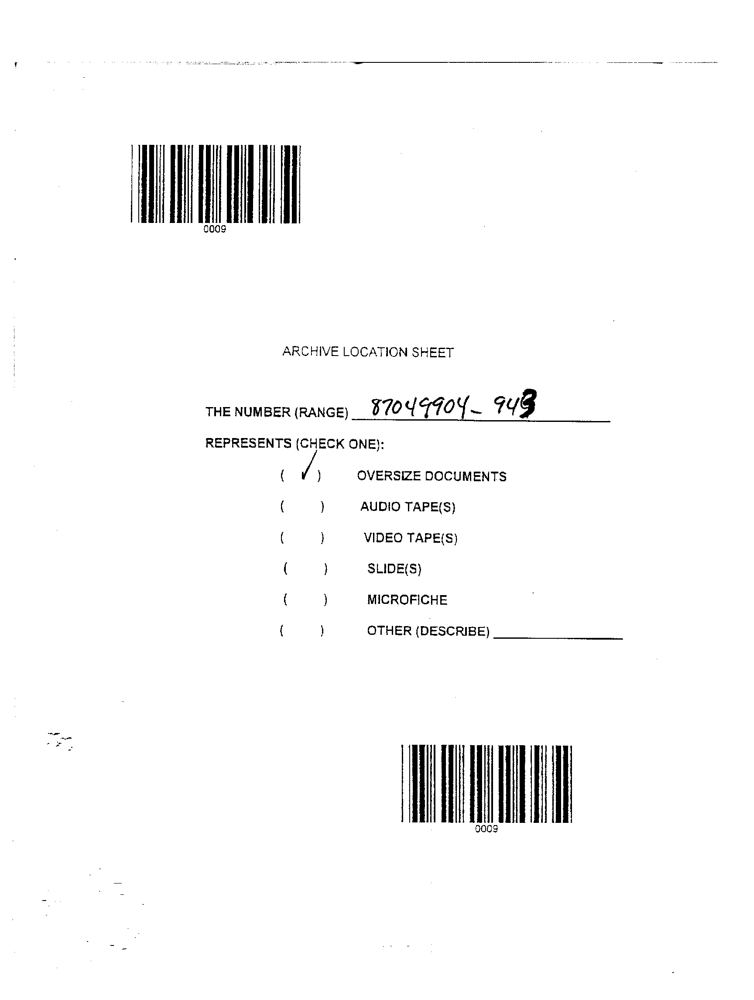 0009
ARCHIVE LOCATION SHEET
THE NUMBER (RANGE) 87049904- 943
REPRESENTS (CHECK ONE):
( ✓ ) OVERSIZE DOCUMENTS
( ) AUDIO TAPE(S)
( ) VIDEO TAPE(S)
( ) SLIDE(S)
( ) MICROFICHE
( ) OTHER (DESCRIBE) ____________
0009